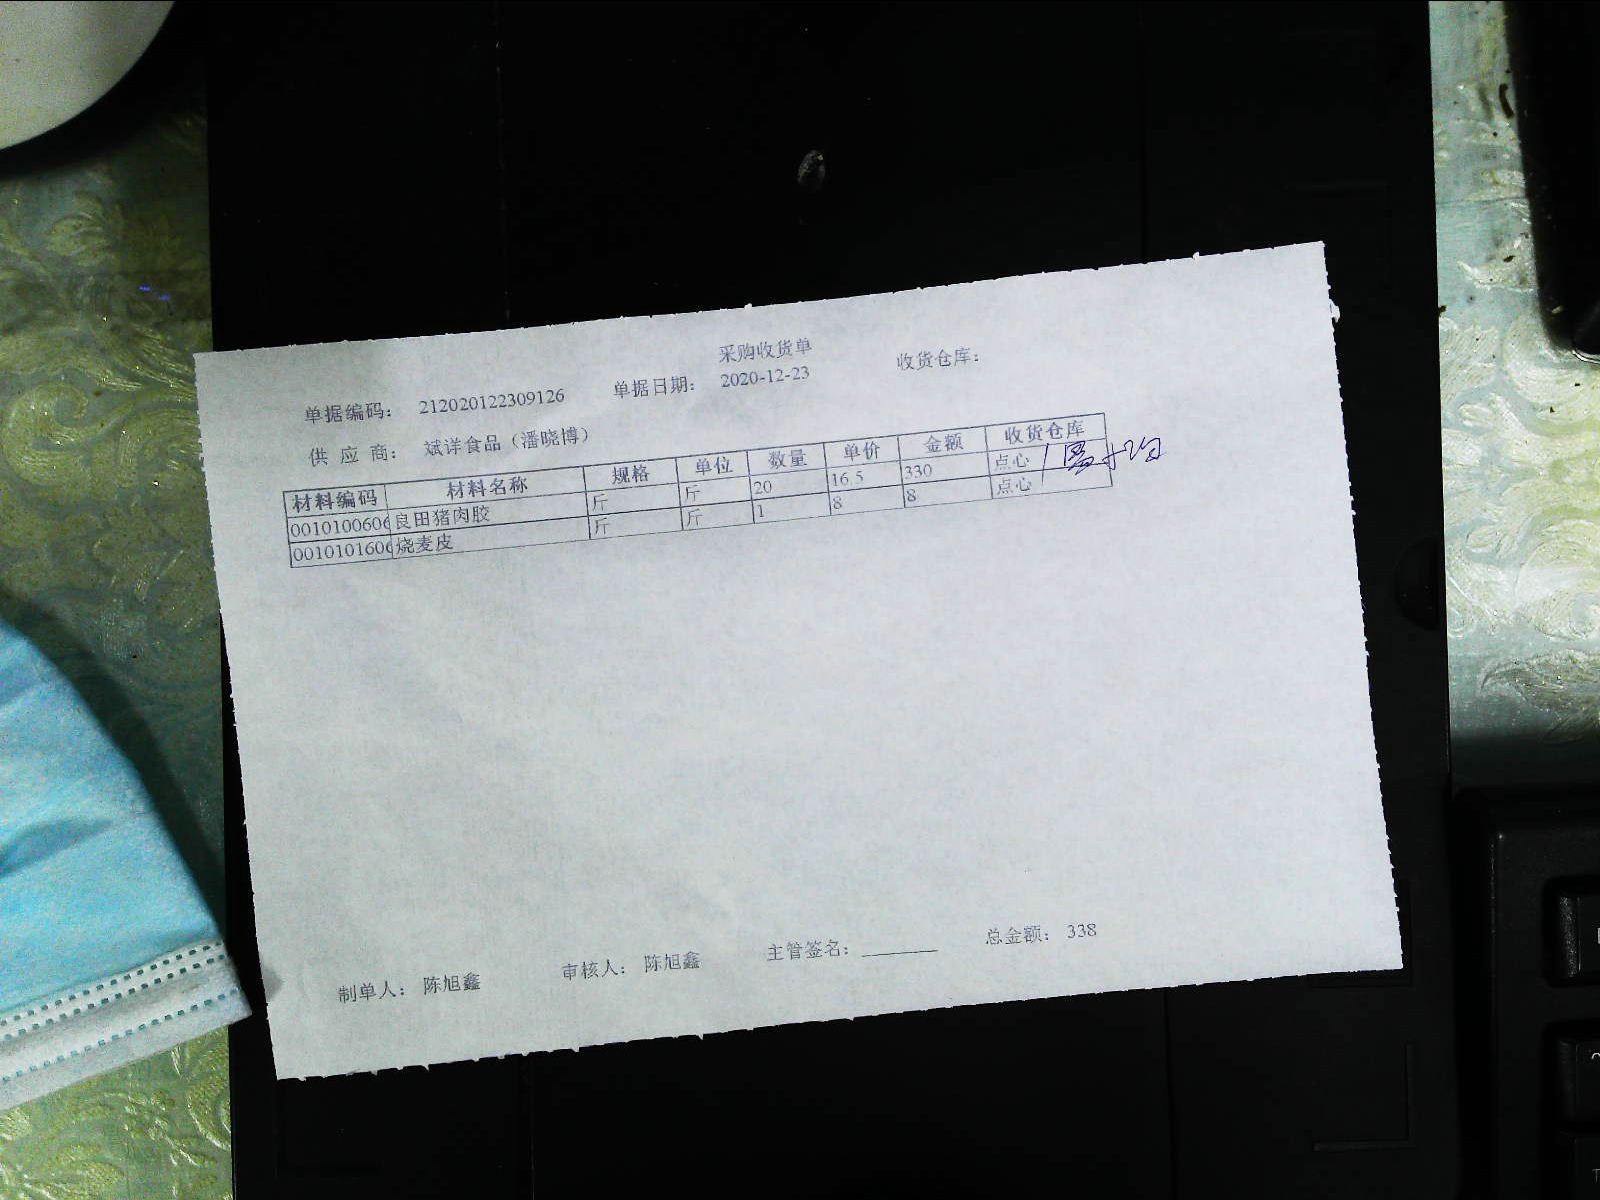 采购收货单
单据编码： 212020122309126 单据日期： 2020-12-23 收货仓库：
供 应 商： 斌详食品（潘晓博）
材料编码 材料名称 规格 单位 数量 单价 金额 收货仓库
0010100606 良田猪肉胶 斤 斤 20 16.5 330 点心
0010101606 烧麦皮 斤 斤 1 8 8 点心
制单人： 陈旭鑫 审核人： 陈旭鑫 主管签名： 总金额： 338